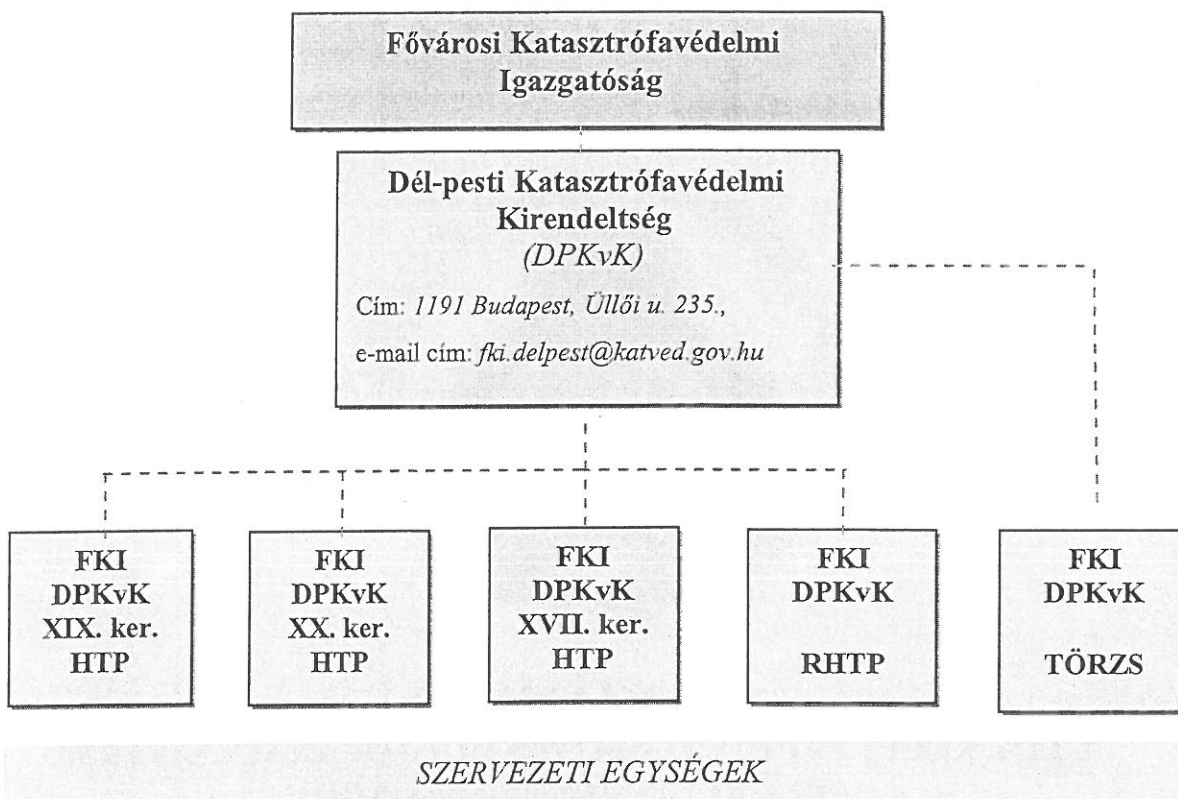 Fővárosi Katasztrófavédelmi
Igazgatóság
Dél-pesti Katasztrófavédelmi
Kirendeltség
(DPKvK)
Cím: 1191 Budapest, Üllői u. 235.,
e-mail cím: fki.delpest@katved.gov.hu
FKI
DPKvK
XIX. ker.
HTP
FKI
DPKvK
XX. ker.
HTP
FKI
DPKvK
XVII. ker.
HTP
FKI
DPKvK
RHTP
FKI
DPKvK
TÖRZS
SZERVEZETI EGYSÉGEK